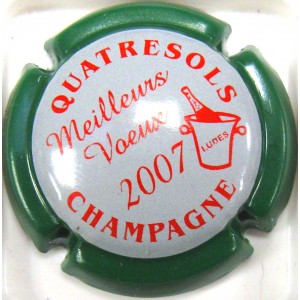 QUATRESOLS
Meilleurs
Voeux
2007
LUDES
CHAMPAGNE